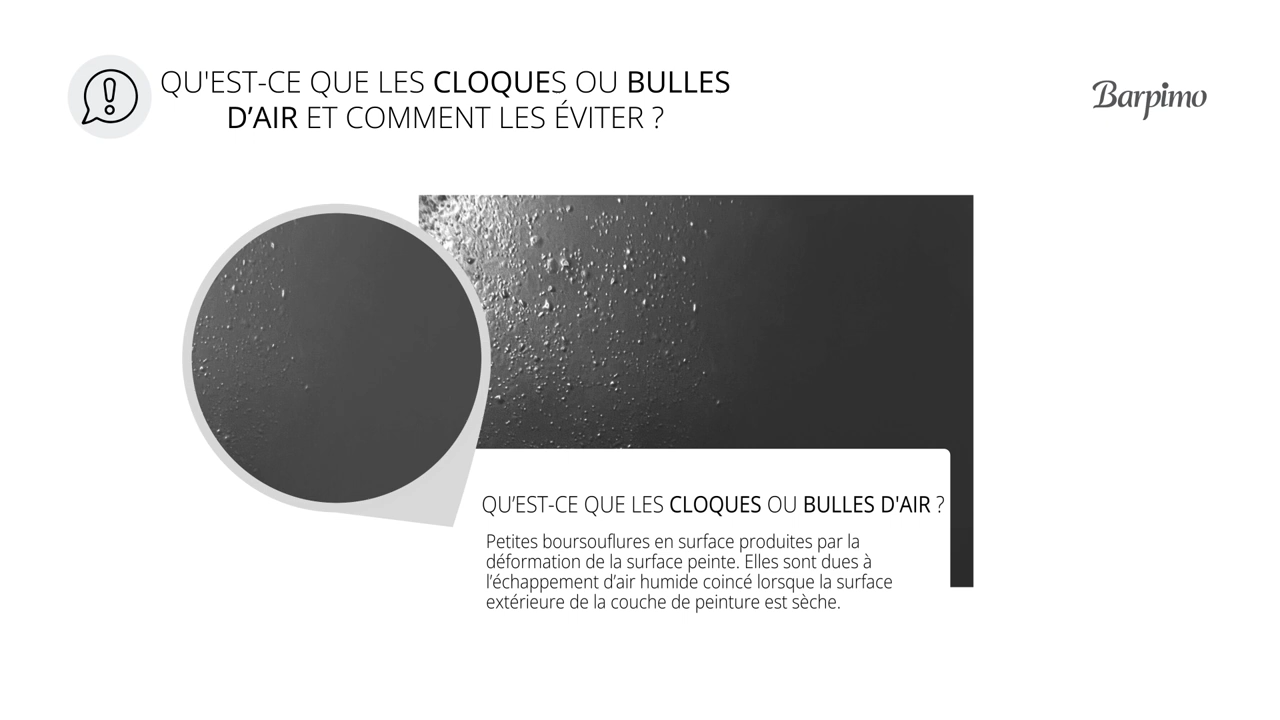 QU'EST-CE QUE LES CLOQUES OU BULLES
D’AIR ET COMMENT LES ÉVITER ?
Barpimo
QU’EST-CE QUE LES CLOQUES OU BULLES D'AIR ?
Petites boursouflures en surface produites par la
déformation de la surface peinte. Elles sont dues à
l’échappement d’air humide coincé lorsque la surface
extérieure de la couche de peinture est sèche.